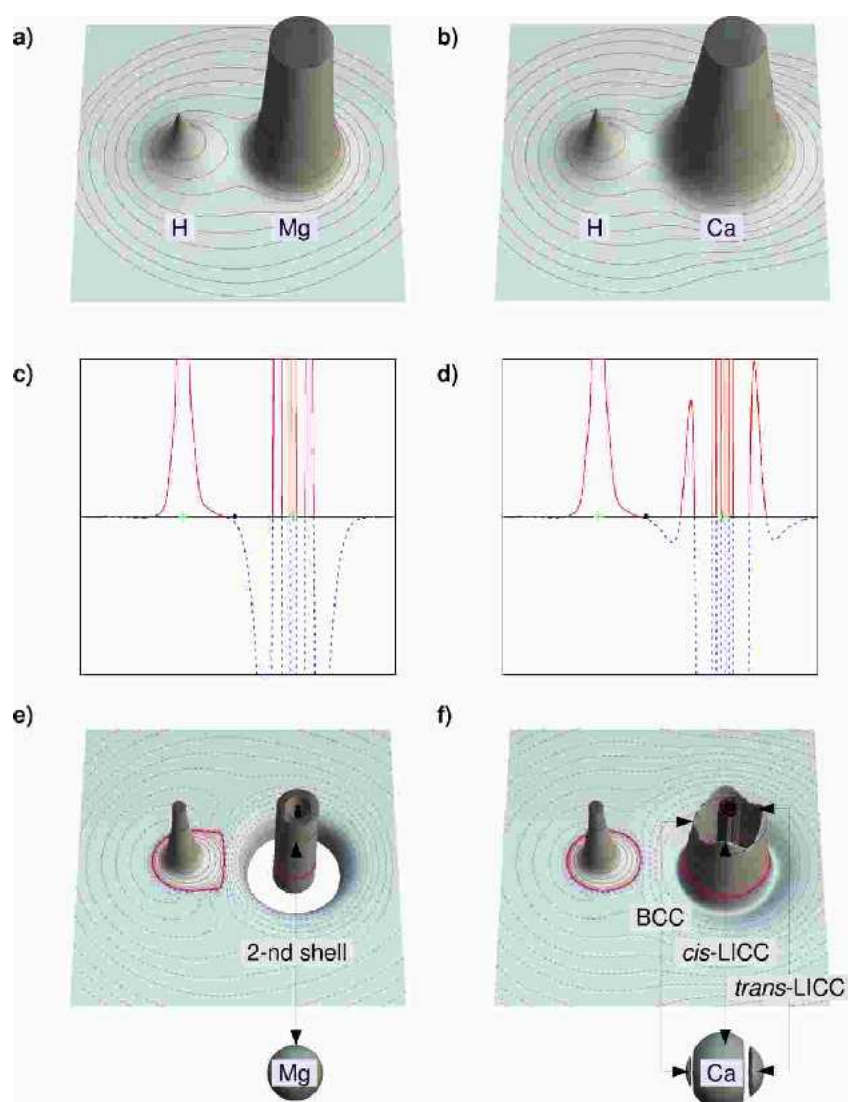 a)
b)
H
Mg
H
Ca
c)
d)
e)
f)
2-nd shell
BCC
cis-LICC
trans-LICC
Mg
Ca